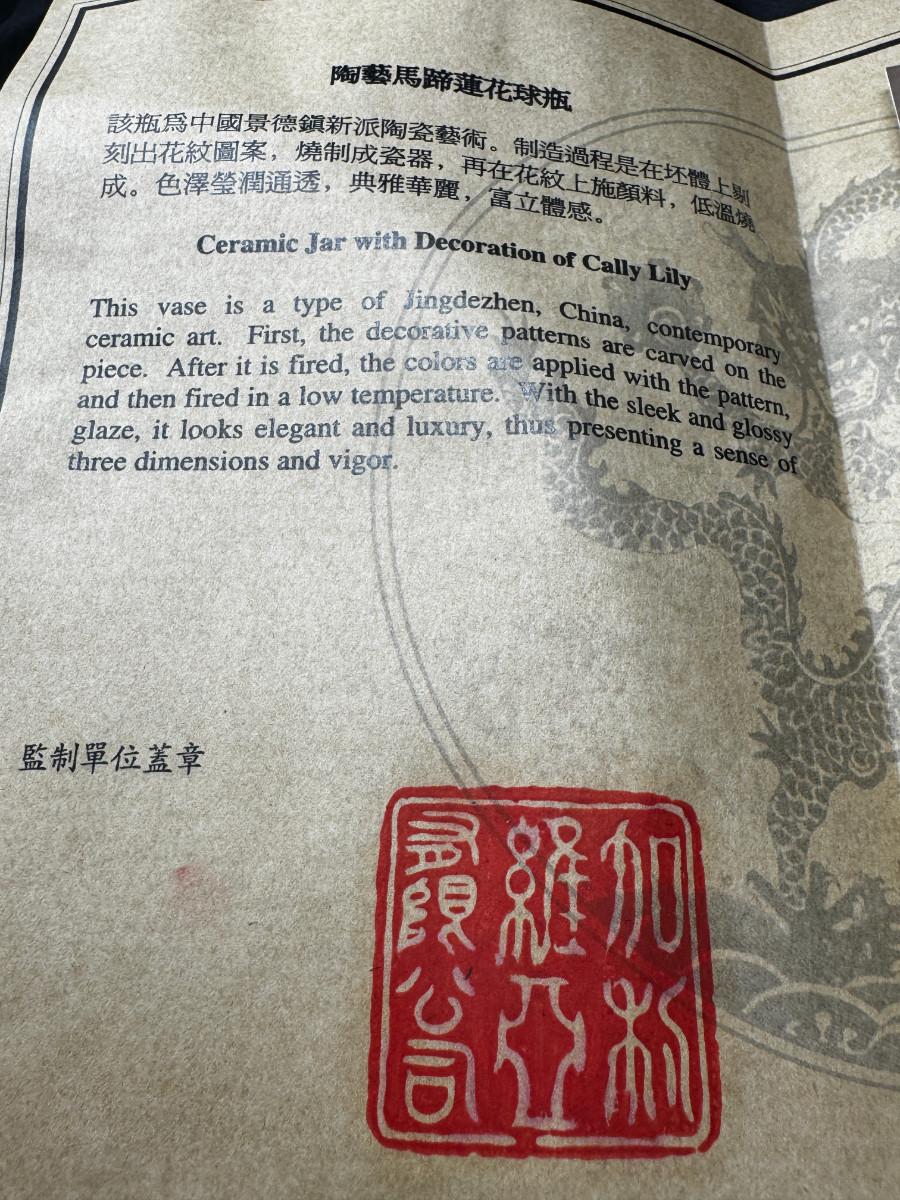 陶藝馬蹄蓮花球瓶
該瓶爲中國景德鎮新派陶瓷藝術。制造過程是在坯體上剔
刻出花紋圖案，燒制成瓷器，再在花紋上施顏料，低溫燒
成。色澤瑩潤通透，典雅華麗，富立體感。
Ceramic Jar with Decoration of Cally Lily
This vase is a type of Jingdezhen, China, contemporary
ceramic art. First, the decorative patterns are carved on the
piece. After it is fired, the colors are applied with the pattern,
and then fired in a low temperature. With the sleek and glossy
glaze, it looks elegant and luxury, thus presenting a sense of
three dimensions and vigor.
監制單位蓋章
加利
維亞
有限公司